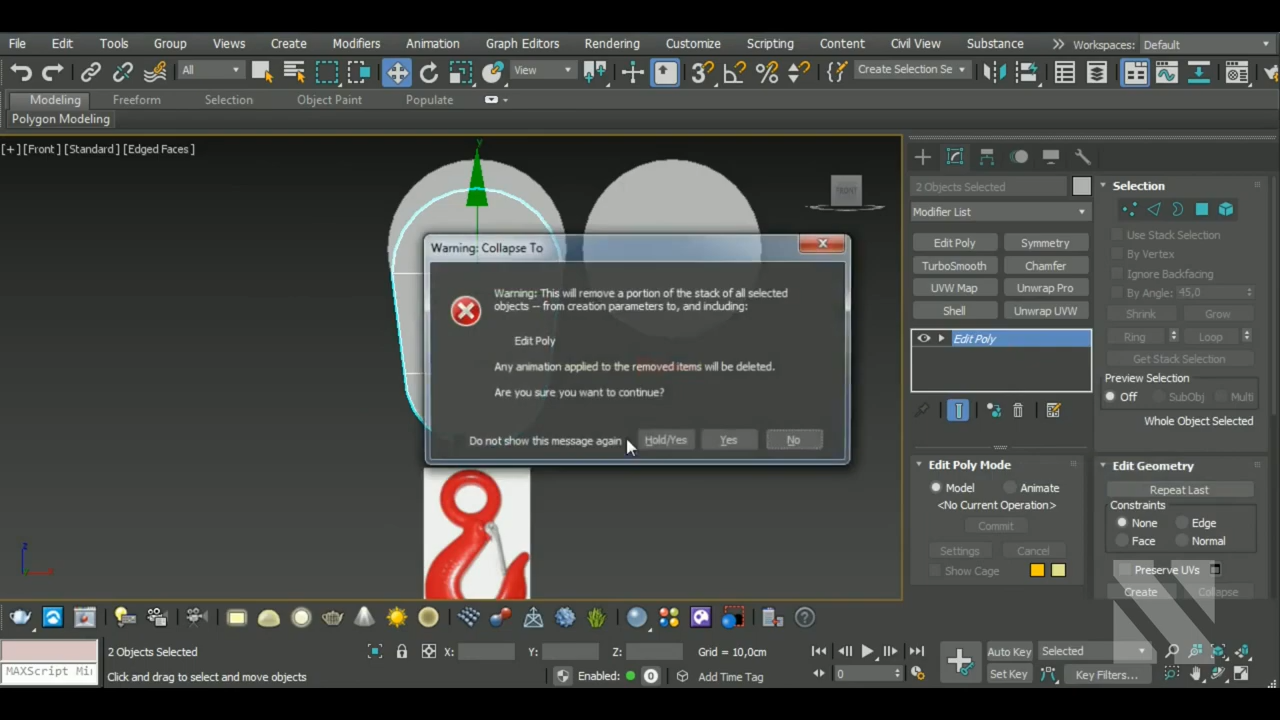 File Edit Tools Group Views Create Modifiers Animation Graph Editors Rendering Customize Scripting Content Civil View Substance Workspaces: Default
All View Create Selection Se
Modeling Freeform Selection Object Paint Populate
Polygon Modeling
[+] [Front] [Standard] [Edged Faces]
y
FRONT
2 Objects Selected
Modifier List
Edit Poly Symmetry
TurboSmooth Chamfer
UVW Map Unwrap Pro
Shell Unwrap UVW
Edit Poly
Edit Poly Mode
Model Animate
<No Current Operation>
Commit
Settings Cancel
Show Cage
Selection
Use Stack Selection
By Vertex
Ignore Backfacing
By Angle: 45,0
Shrink Grow
Ring Loop
Get Stack Selection
Preview Selection
Off SubObj Multi
Whole Object Selected
Edit Geometry
Repeat Last
Constraints
None Edge
Face Normal
Preserve UVs
Create Collapse
Warning: Collapse To
Warning: This will remove a portion of the stack of all selected
objects -- from creation parameters to, and including:
Edit Poly
Any animation applied to the removed items will be deleted.
Are you sure you want to continue?
Do not show this message again Hold/Yes Yes No
z
x
2 Objects Selected X: Y: Z: Grid = 10,0cm Auto Key Selected
MAXScript Mi Click and drag to select and move objects Enabled: 0 Add Time Tag 0 Set Key Key Filters...